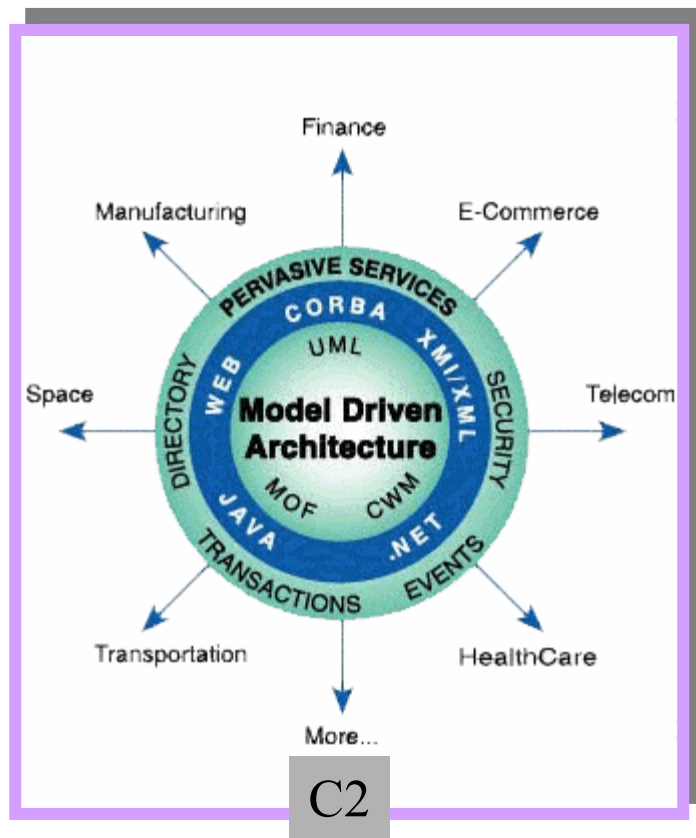 Finance
Manufacturing
E-Commerce
PERVASIVE SERVICES
CORBA
XMI/XML
UML
WEB
DIRECTORY
SECURITY
Space
Telecom
Model Driven
Architecture
MOF
CWM
JAVA
.NET
TRANSACTIONS
EVENTS
Transportation
HealthCare
More...
C2